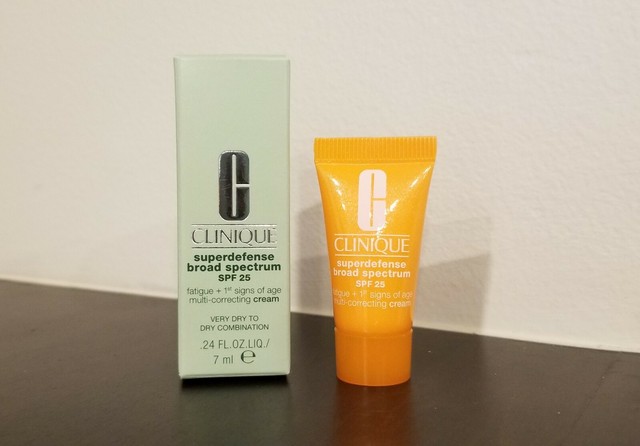 C
CLINIQUE
superdefense
broad spectrum
SPF 25
fatigue + 1st signs of age
multi-correcting cream
VERY DRY TO
DRY COMBINATION
.24 FL.OZ.LIQ./
7 ml e
C
CLINIQUE
superdefense
broad spectrum
SPF 25
fatigue + 1st signs of age
multi-correcting cream